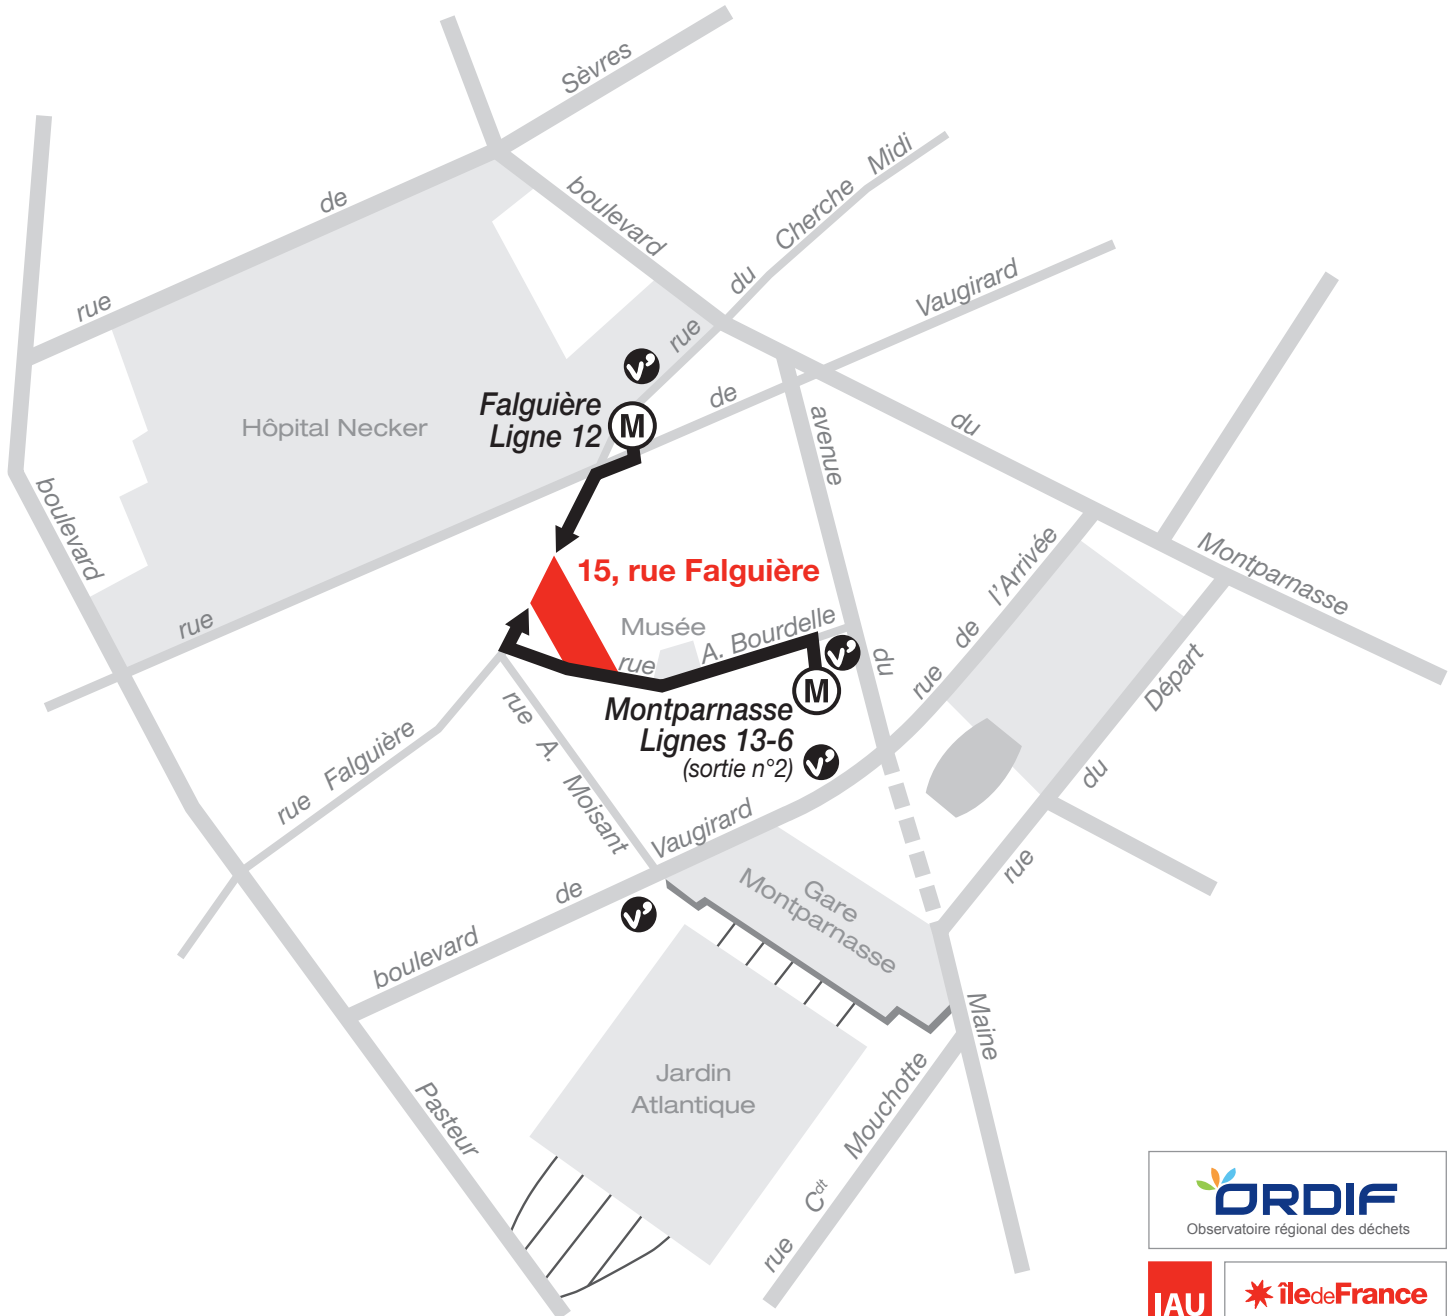 Sèvres
de
rue
boulevard
du
Montparnasse
rue
du
Cherche Midi
rue
de
Vaugirard
V'
Falguière
Ligne 12
M
Hôpital Necker
boulevard
Pasteur
avenue
du
Maine
15, rue Falguière
Musée
rue
A. Bourdelle
V'
M
Montparnasse
Lignes 13-6
(sortie n°2)
V'
rue
de
l'Arrivée
rue
du
Départ
rue Falguière
rue A. Moisant
boulevard
de
Vaugirard
V'
Gare
Montparnasse
Jardin
Atlantique
rue Cdt Mouchotte
ORDIF
Observatoire régional des déchets
IAU
îledeFrance